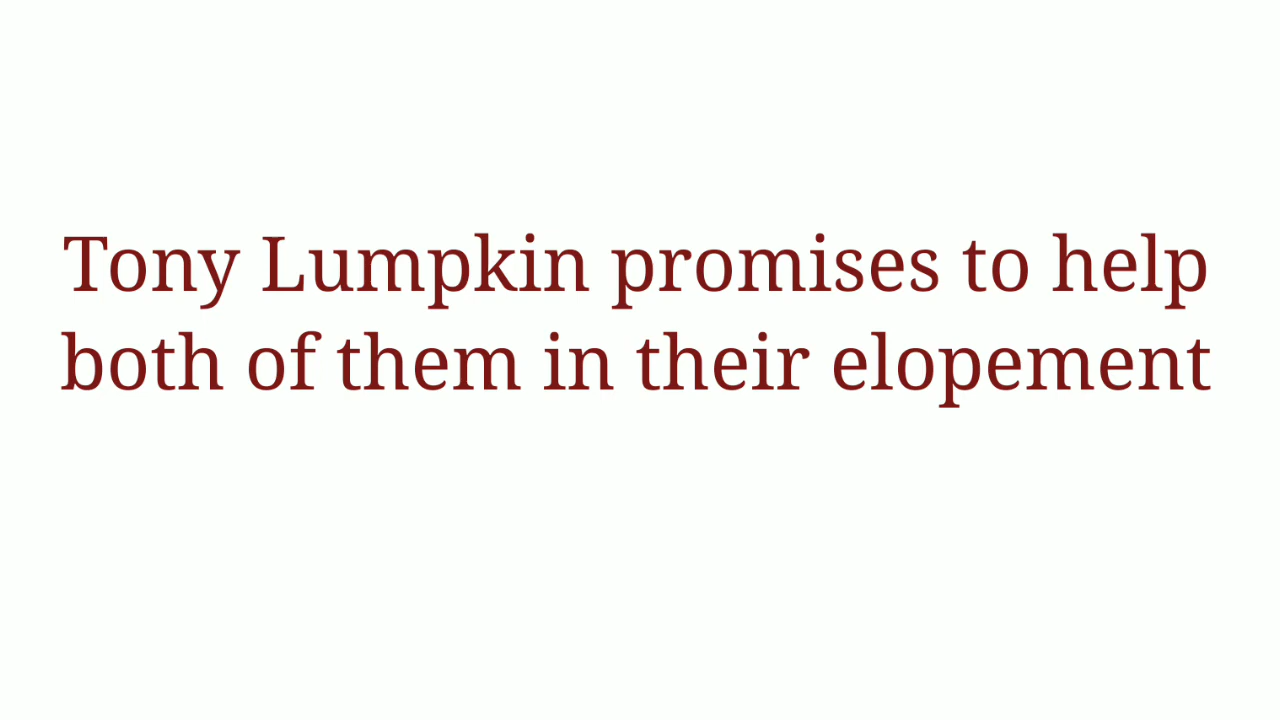 Tony Lumpkin promises to help
both of them in their elopement